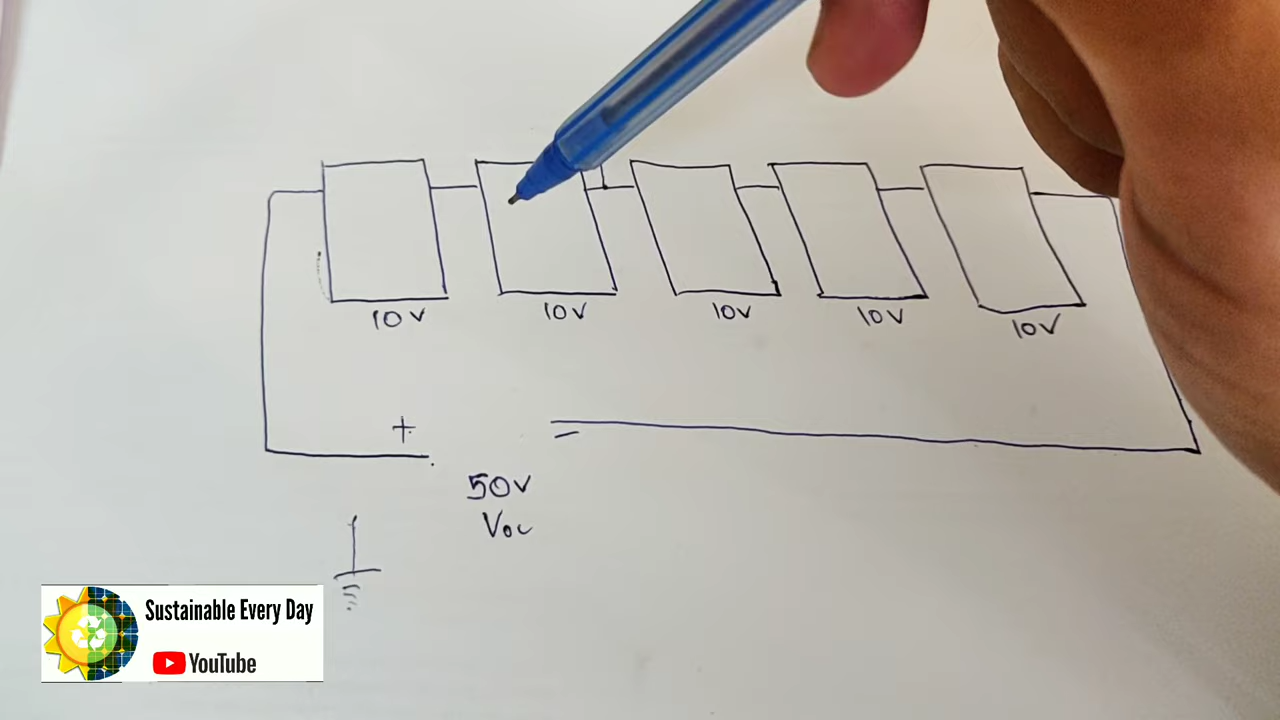 10V 10V 10V 10V 10V
+ −
50V
Voc
Sustainable Every Day
YouTube